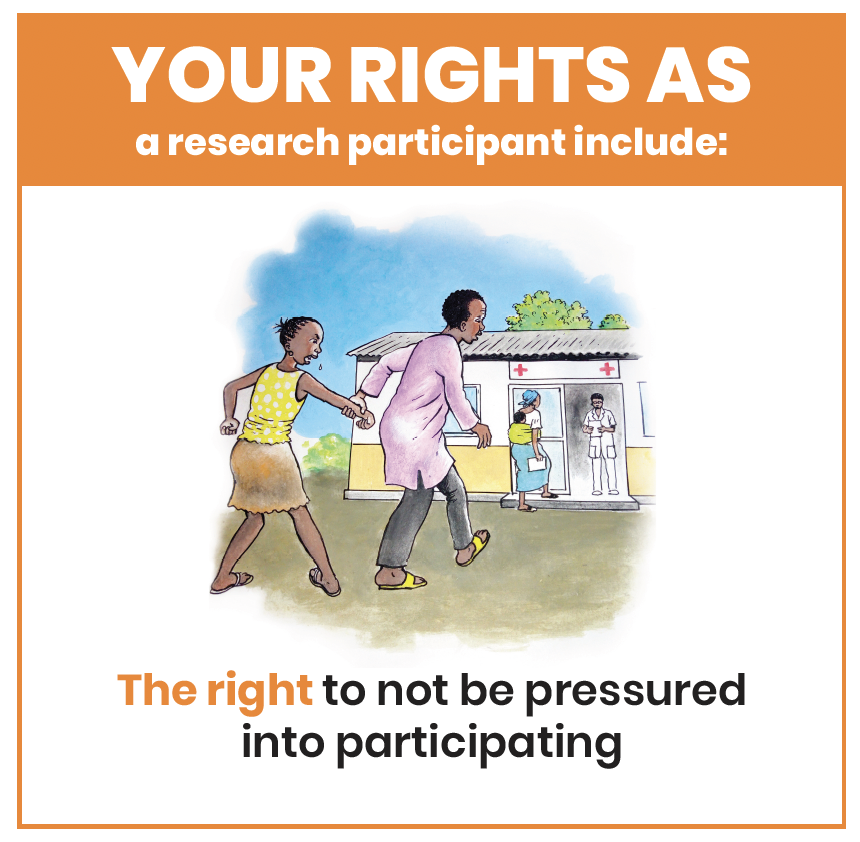 YOUR RIGHTS AS
a research participant include:
The right to not be pressured
into participating